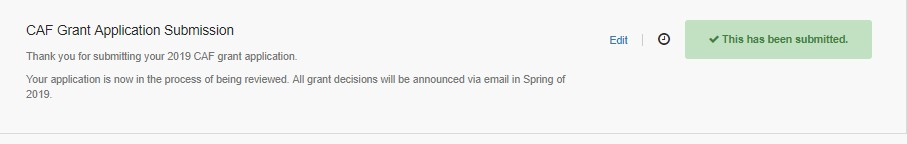 CAF Grant Application Submission
Edit
This has been submitted.
Thank you for submitting your 2019 CAF grant application.
Your application is now in the process of being reviewed. All grant decisions will be announced via email in Spring of
2019.